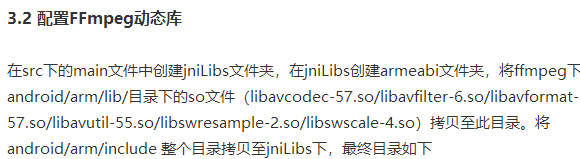 3.2 配置FFmpeg动态库
在src下的main文件中创建jniLibs文件夹，在jniLibs创建armeabi文件夹，将ffmpeg下
android/arm/lib/目录下的so文件（libavcodec-57.so/libavfilter-6.so/libavformat-
57.so/libavutil-55.so/libswresample-2.so/libswscale-4.so）拷贝至此目录。将
android/arm/include 整个目录拷贝至jniLibs下，最终目录如下